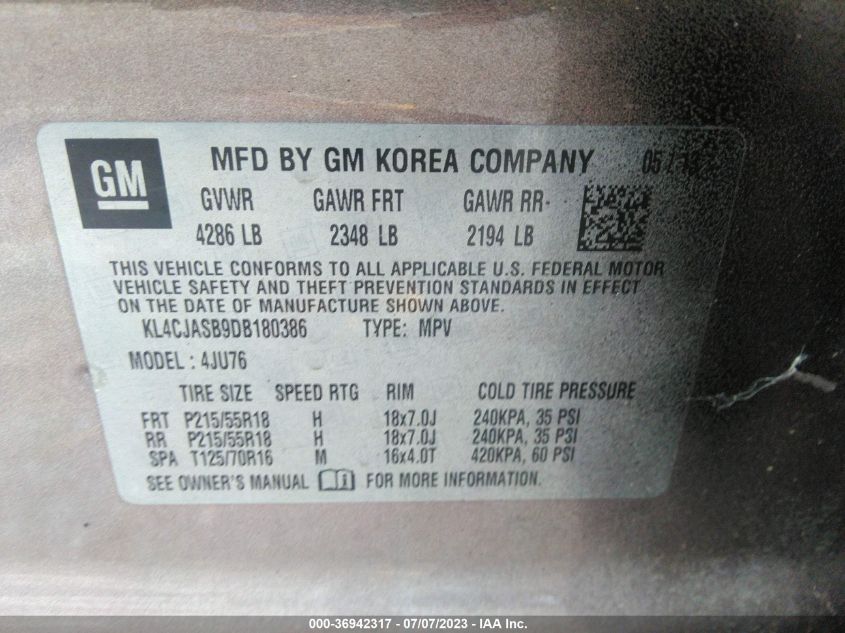 GM MFD BY GM KOREA COMPANY 05 /
GVWR GAWR FRT GAWR RR-
4286 LB 2348 LB 2194 LB
THIS VEHICLE CONFORMS TO ALL APPLICABLE U.S. FEDERAL MOTOR
VEHICLE SAFETY AND THEFT PREVENTION STANDARDS IN EFFECT
ON THE DATE OF MANUFACTURE SHOWN ABOVE.
KL4CJASB9DB180386 TYPE: MPV
MODEL : 4JU76
TIRE SIZE SPEED RTG RIM COLD TIRE PRESSURE
FRT P215/55R18 H 18x7.0J 240KPA, 35 PSI
RR P215/55R18 H 18x7.0J 240KPA, 35 PSI
SPA T125/70R16 M 16x4.0T 420KPA, 60 PSI
SEE OWNER'S MANUAL FOR MORE INFORMATION.
000-36942317 - 07/07/2023 - IAA Inc.